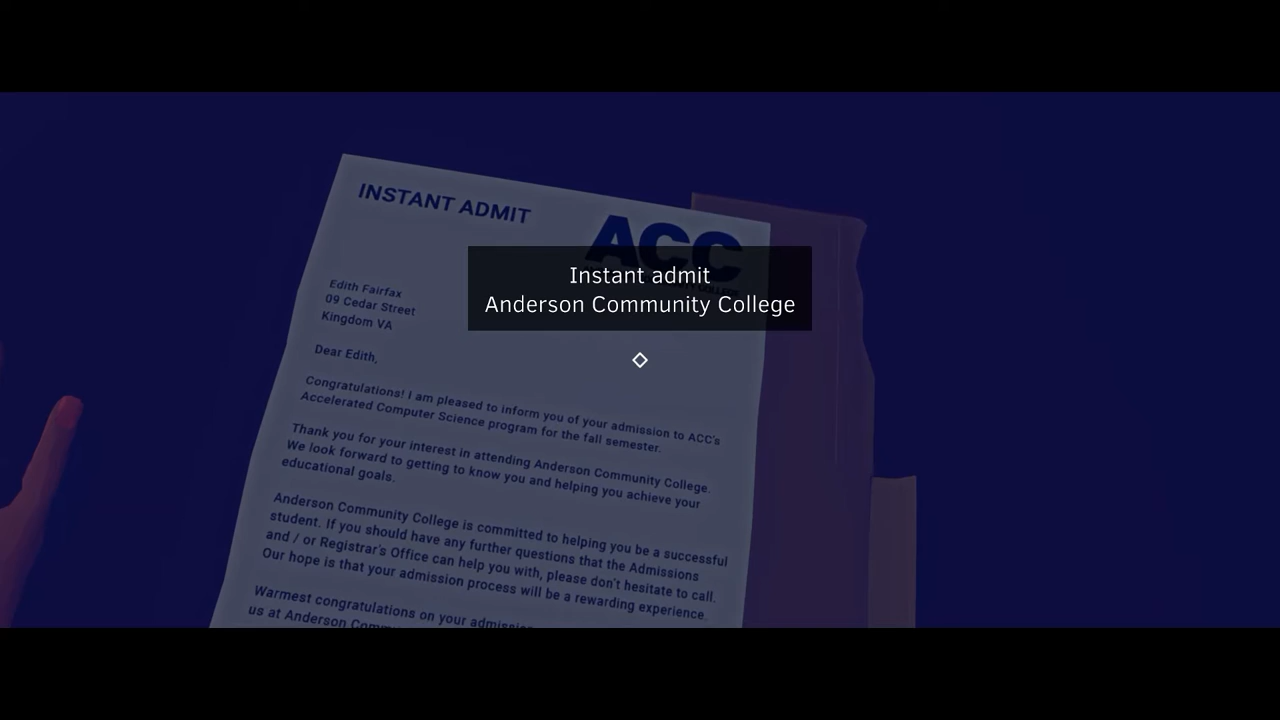 INSTANT ADMIT
ACC
Instant admit
Anderson Community College
Edith Fairfax
09 Cedar Street
Kingdom VA
Dear Edith,
Congratulations! I am pleased to inform you of your admission to ACC's
Accelerated Computer Science program for the fall semester.
Thank you for your interest in attending Anderson Community College.
We look forward to getting to know you and helping you achieve your
educational goals.
Anderson Community College is committed to helping you be a successful
student. If you should have any further questions that the Admissions
and / or Registrar's Office can help you with, please don't hesitate to call.
Our hope is that your admission process will be a rewarding experience.
Warmest congratulations on your
us at Anderson